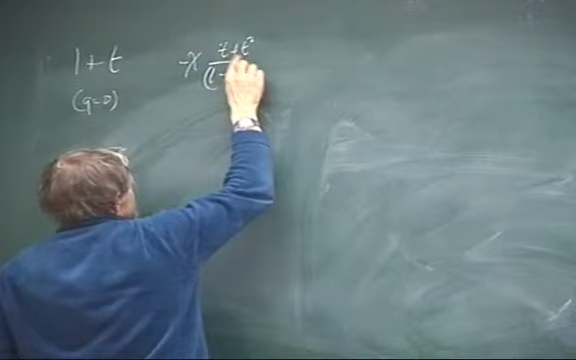 1+t
(g=0)
-χ t+t²
(1-